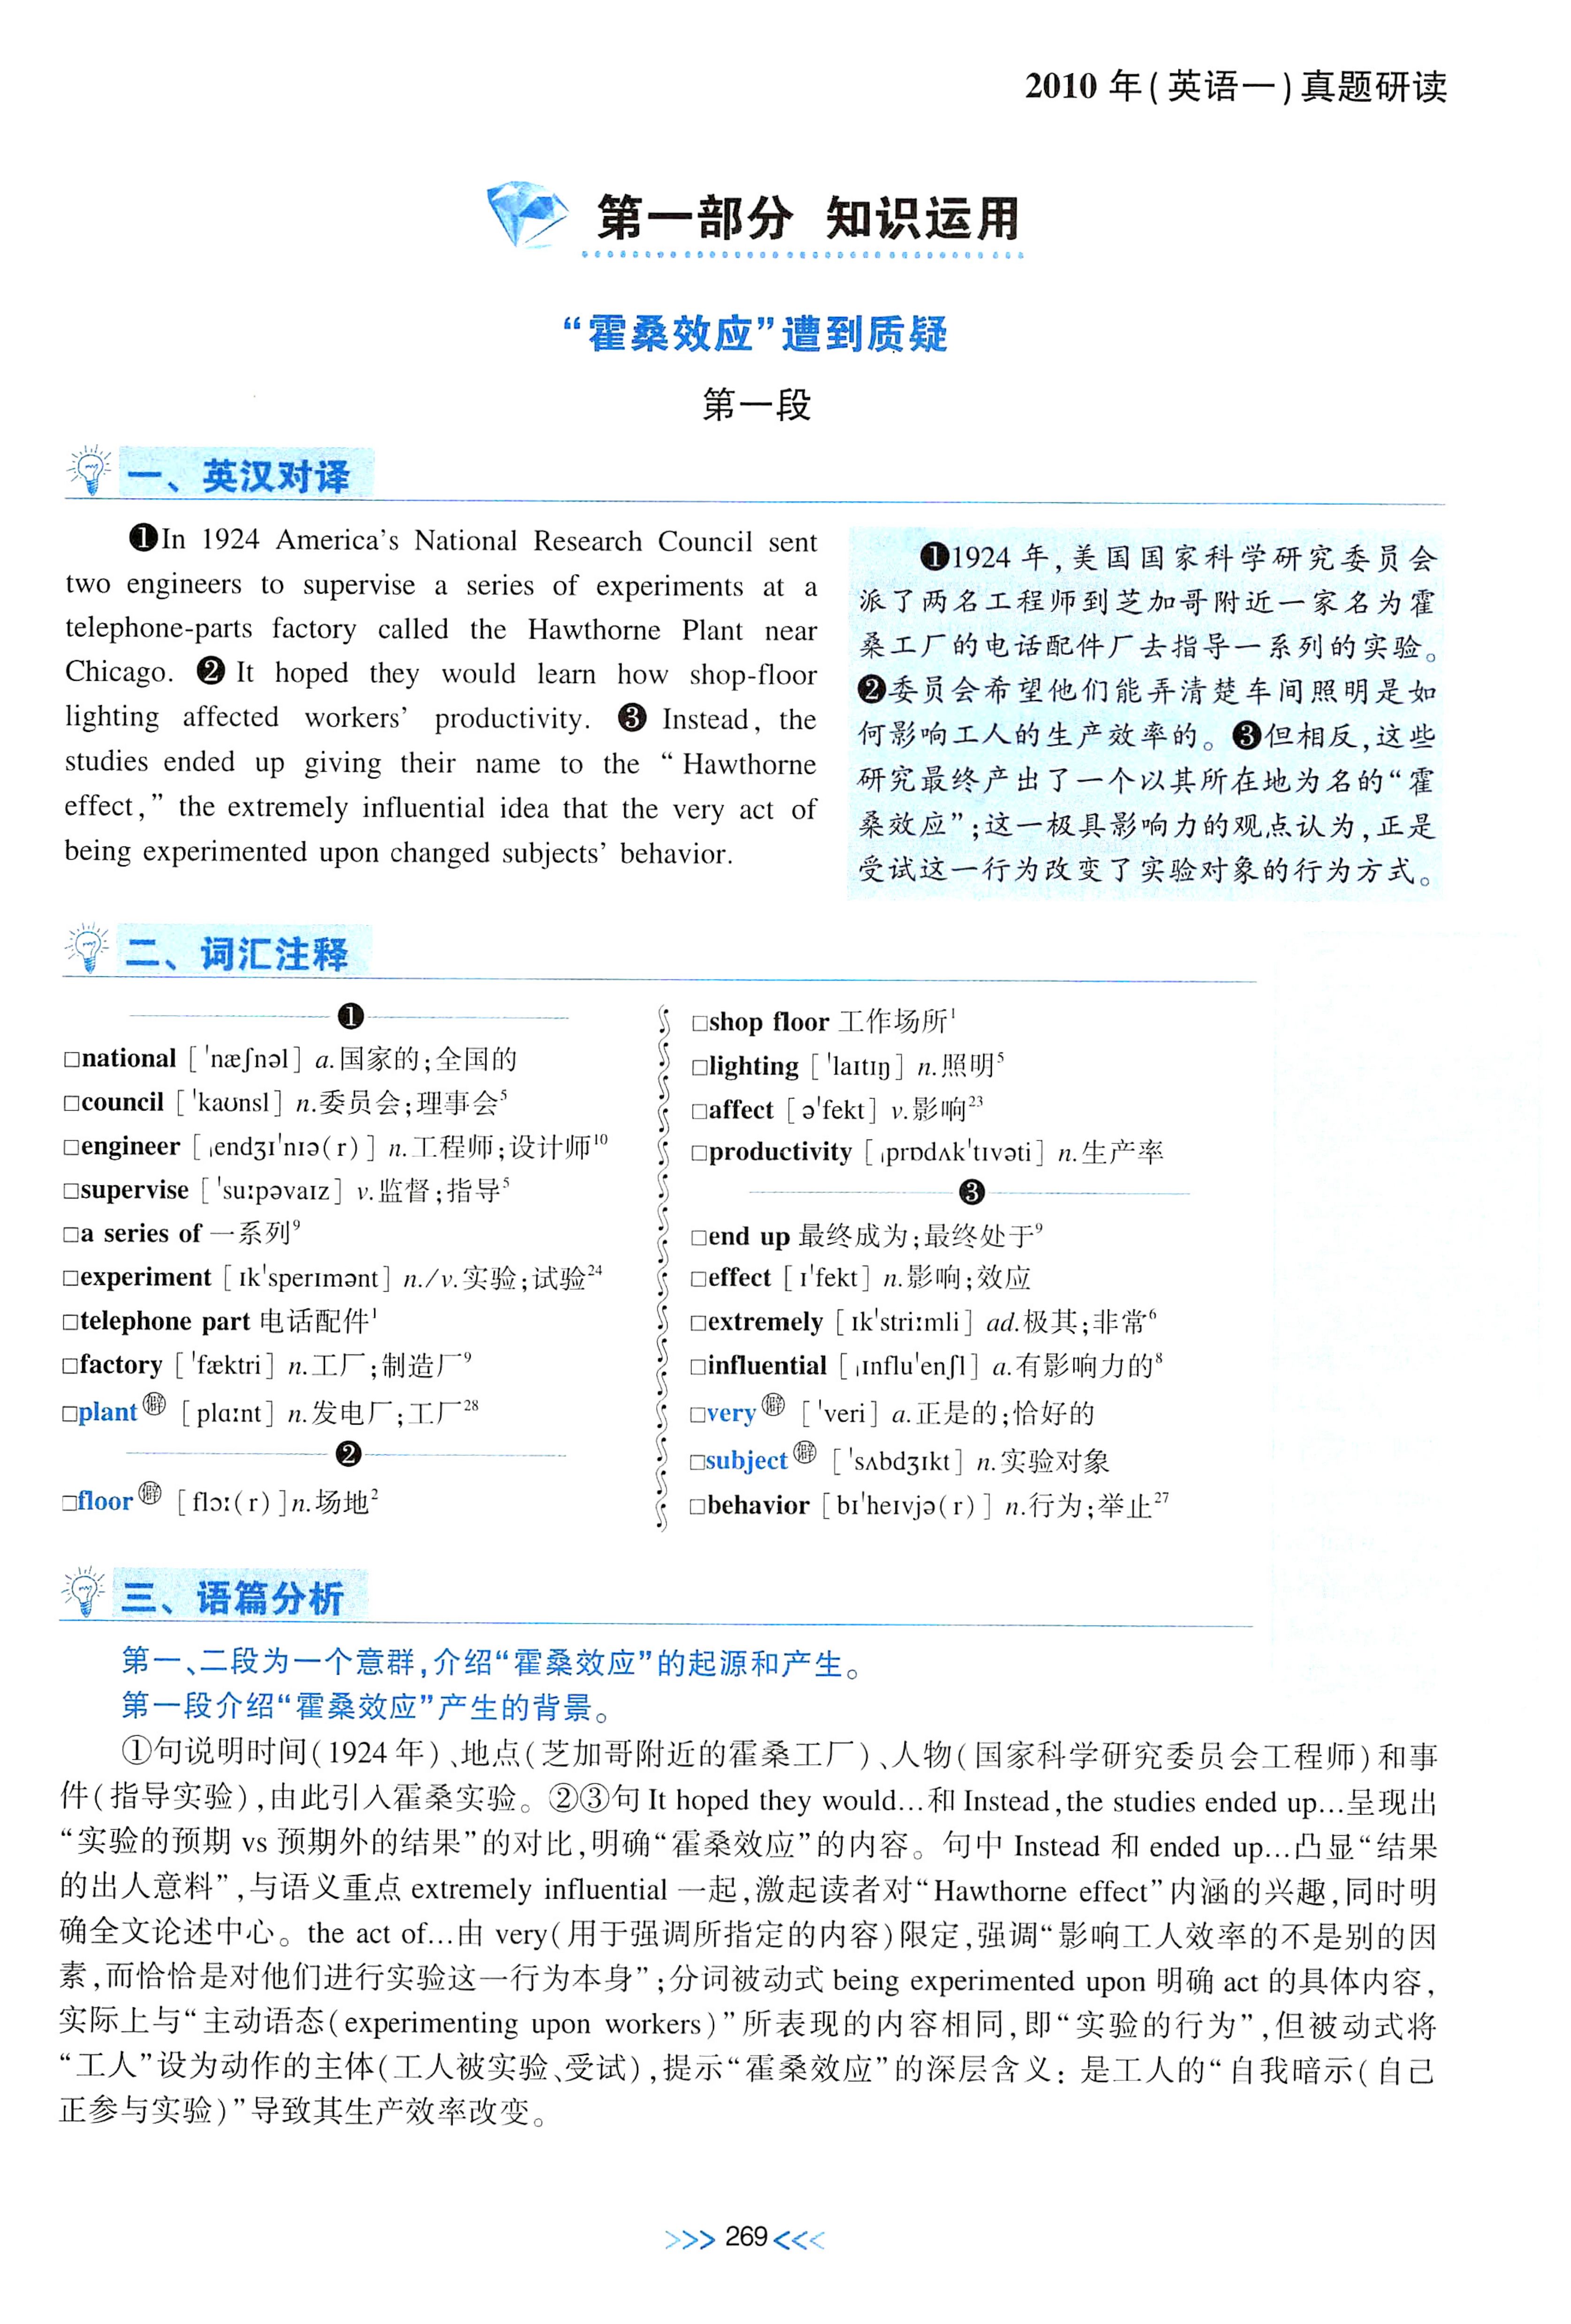 2010 年(英语一)真题研读
第一部分 知识运用
“霍桑效应”遭到质疑
第一段
一、英汉对译
❶In 1924 America's National Research Council sent
two engineers to supervise a series of experiments at a
telephone-parts factory called the Hawthorne Plant near
Chicago. ❷ It hoped they would learn how shop-floor
lighting affected workers' productivity. ❸ Instead, the
studies ended up giving their name to the “Hawthorne
effect,” the extremely influential idea that the very act of
being experimented upon changed subjects' behavior.
❶1924 年,美国国家科学研究委员会
派了两名工程师到芝加哥附近一家名为霍
桑工厂的电话配件厂去指导一系列的实验。
❷委员会希望他们能弄清楚车间照明是如
何影响工人的生产效率的。❸但相反,这些
研究最终产出了一个以其所在地为名的“霍
桑效应”;这一极具影响力的观点认为,正是
受试这一行为改变了实验对象的行为方式。
二、词汇注释
❶
□national [ˈnæʃnəl] a.国家的;全国的
□council [ˈkaʊnsl] n.委员会;理事会⁵
□engineer [ˌendʒɪˈnɪə(r)] n.工程师;设计师¹⁰
□supervise [ˈsuːpəvaɪz] v.监督;指导⁵
□a series of 一系列⁹
□experiment [ɪkˈsperɪmənt] n./v.实验;试验²⁴
□telephone part 电话配件¹
□factory [ˈfæktri] n.工厂;制造厂⁹
□plant僻 [plɑːnt] n.发电厂;工厂²⁸
❷
□floor僻 [flɔː(r)]n.场地²
□shop floor 工作场所¹
□lighting [ˈlaɪtɪŋ] n.照明⁵
□affect [əˈfekt] v.影响²³
□productivity [ˌprɒdʌkˈtɪvəti] n.生产率
❸
□end up 最终成为;最终处于⁹
□effect [ɪˈfekt] n.影响;效应
□extremely [ɪkˈstriːmli] ad.极其;非常⁶
□influential [ˌɪnfluˈenʃl] a.有影响力的⁸
□very僻 [ˈveri] a.正是的;恰好的
□subject僻 [ˈsʌbdʒɪkt] n.实验对象
□behavior [bɪˈheɪvjə(r)] n.行为;举止²⁷
三、语篇分析
第一、二段为一个意群,介绍“霍桑效应”的起源和产生。
第一段介绍“霍桑效应”产生的背景。
①句说明时间(1924 年)、地点(芝加哥附近的霍桑工厂)、人物(国家科学研究委员会工程师)和事
件(指导实验),由此引入霍桑实验。②③句 It hoped they would…和 Instead,the studies ended up…呈现出
“实验的预期 vs 预期外的结果”的对比,明确“霍桑效应”的内容。句中 Instead 和 ended up…凸显“结果
的出人意料”,与语义重点 extremely influential 一起,激起读者对“Hawthorne effect”内涵的兴趣,同时明
确全文论述中心。the act of…由 very(用于强调所指定的内容)限定,强调“影响工人效率的不是别的因
素,而恰恰是对他们进行实验这一行为本身”;分词被动式 being experimented upon 明确 act 的具体内容,
实际上与“主动语态(experimenting upon workers)”所表现的内容相同,即“实验的行为”,但被动式将
“工人”设为动作的主体(工人被实验、受试),提示“霍桑效应”的深层含义: 是工人的“自我暗示(自己
正参与实验)”导致其生产效率改变。
>>> 269 <<<